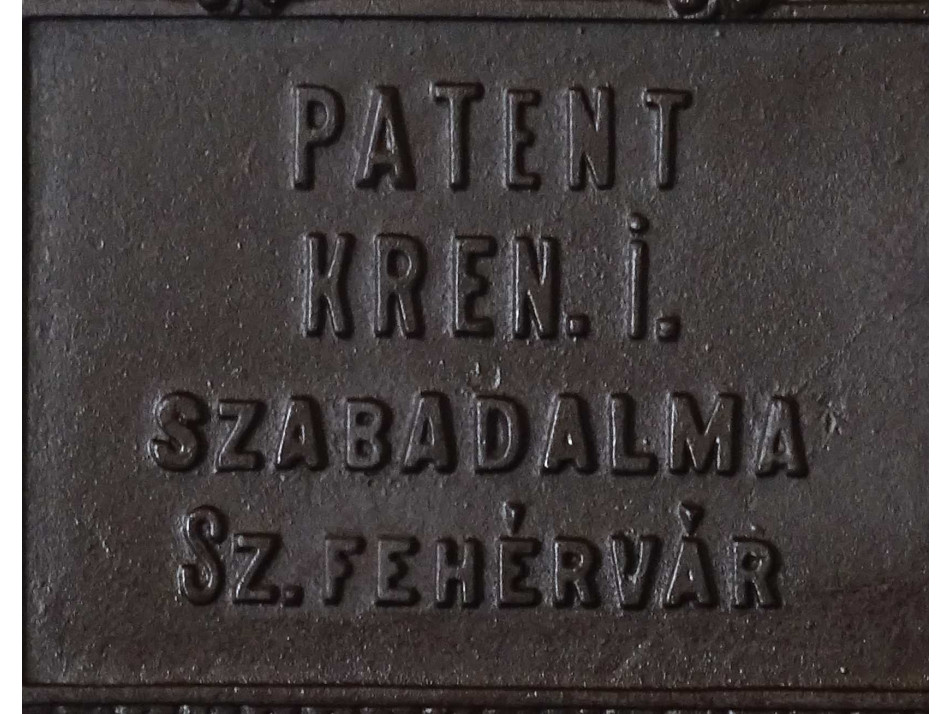 PATENT
KREN. i.
SZABADALMA
SZ. FEHÉRVÁR